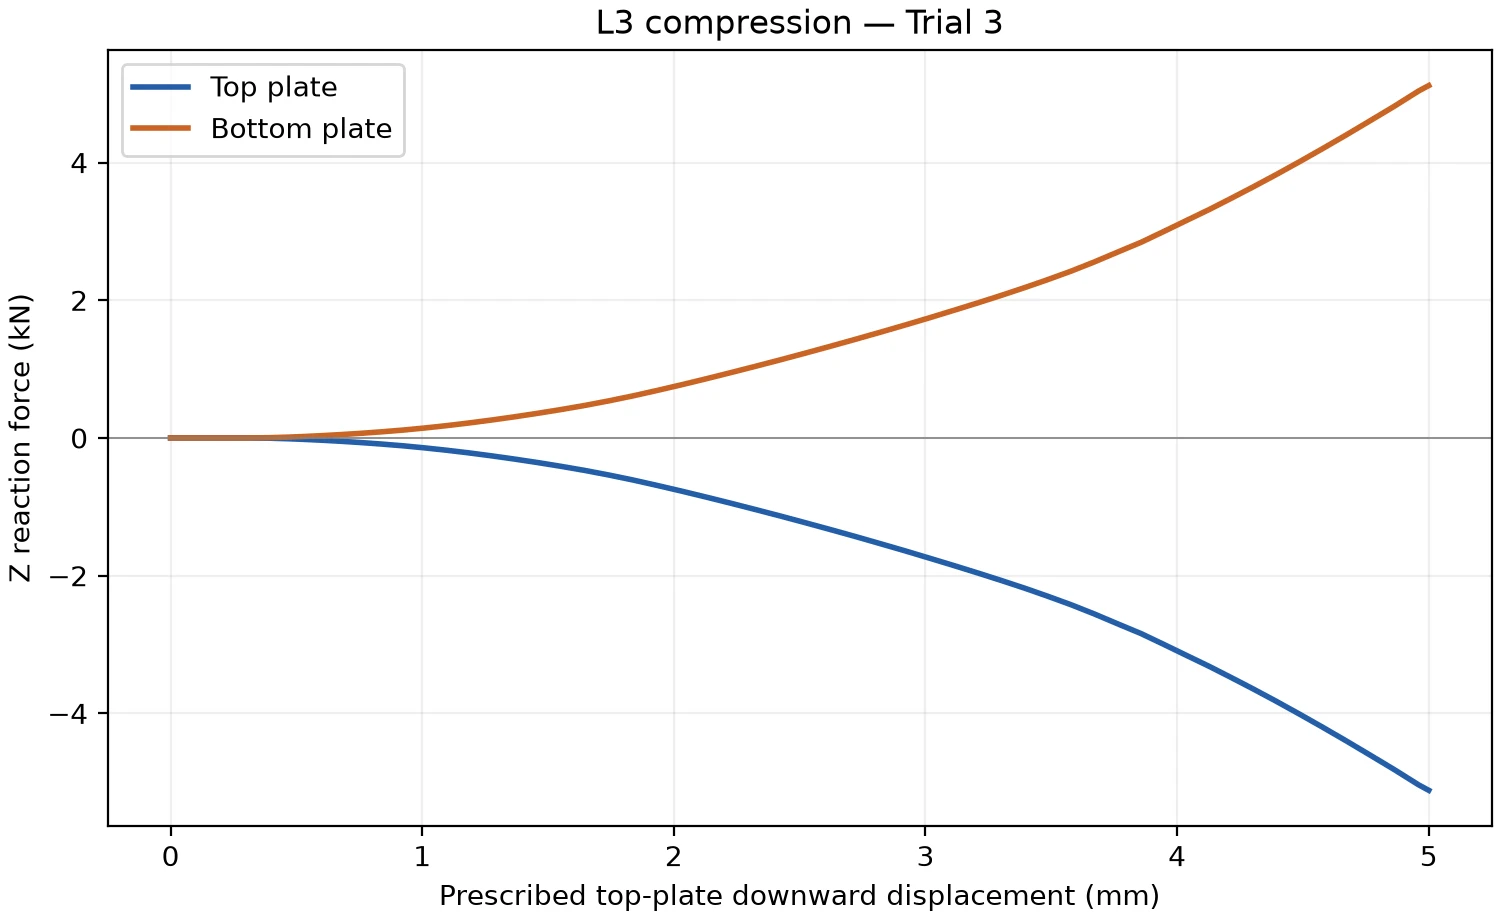 L3 compression — Trial 3
Top plate
Bottom plate
Z reaction force (kN)
4
2
0
−2
−4
0 1 2 3 4 5
Prescribed top-plate downward displacement (mm)